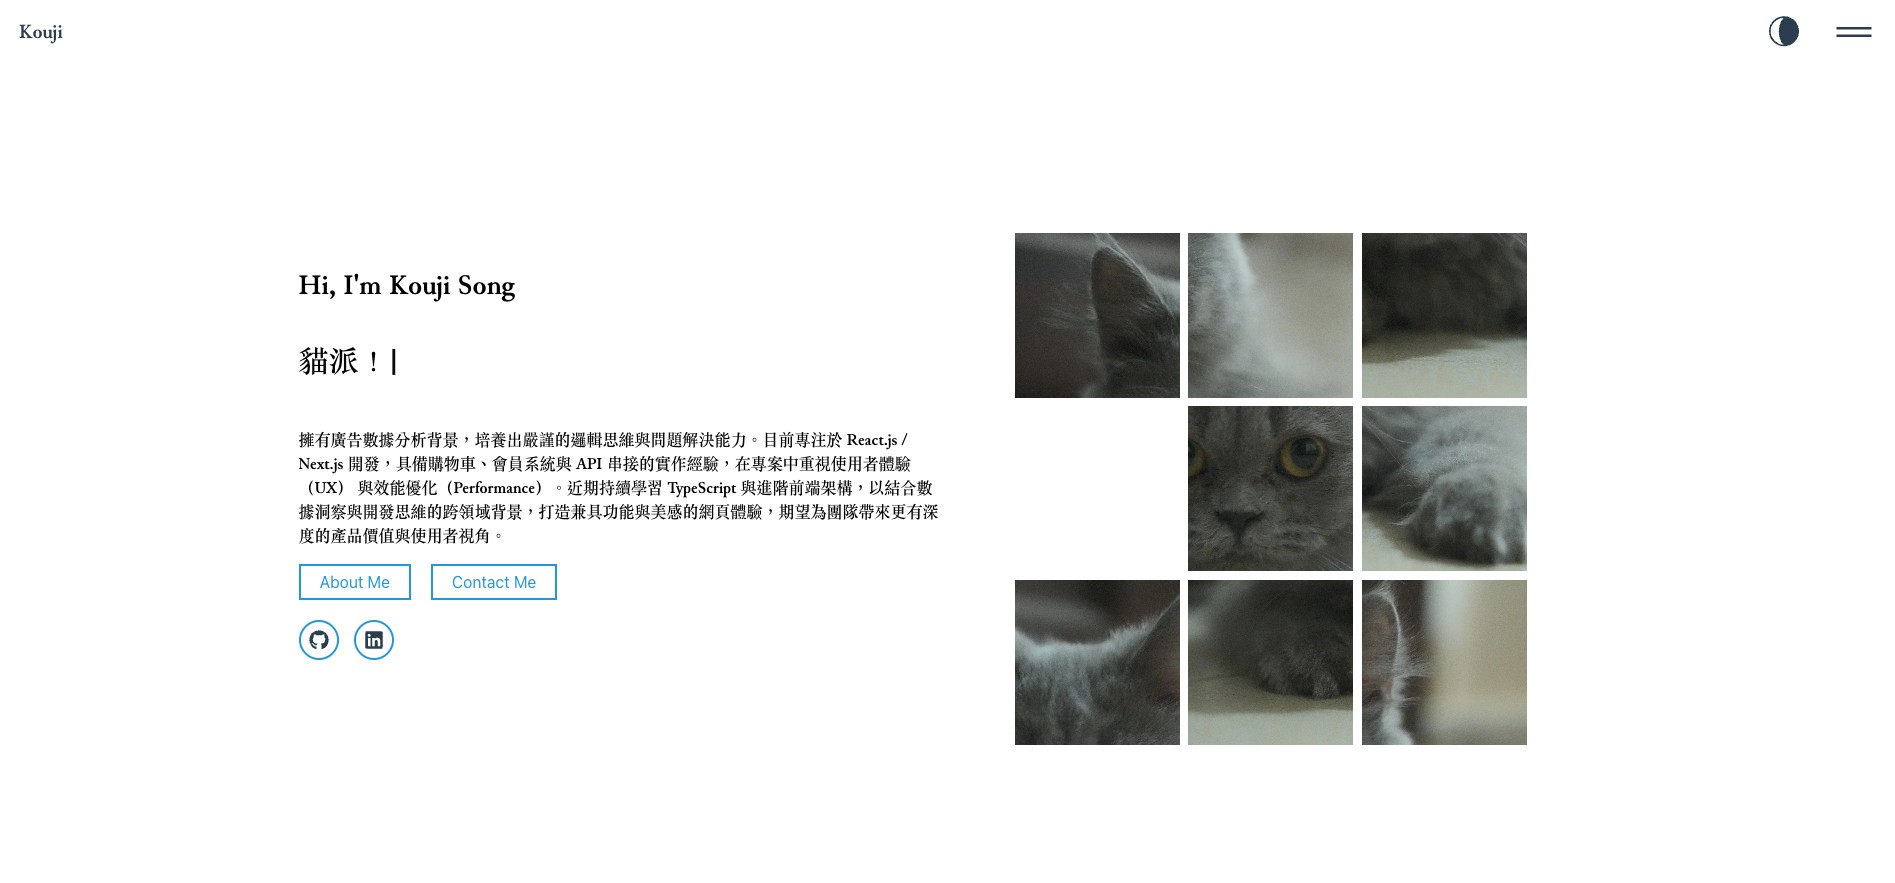 Kouji
Hi, I'm Kouji Song
貓派！|
擁有廣告數據分析背景，培養出嚴謹的邏輯思維與問題解決能力。目前專注於 React.js /
Next.js 開發，具備購物車、會員系統與 API 串接的實作經驗，在專案中重視使用者體驗
（UX） 與效能優化（Performance）。近期持續學習 TypeScript 與進階前端架構，以結合數
據洞察與開發思維的跨領域背景，打造兼具功能與美感的網頁體驗，期望為團隊帶來更有深
度的產品價值與使用者視角。
About Me
Contact Me
in